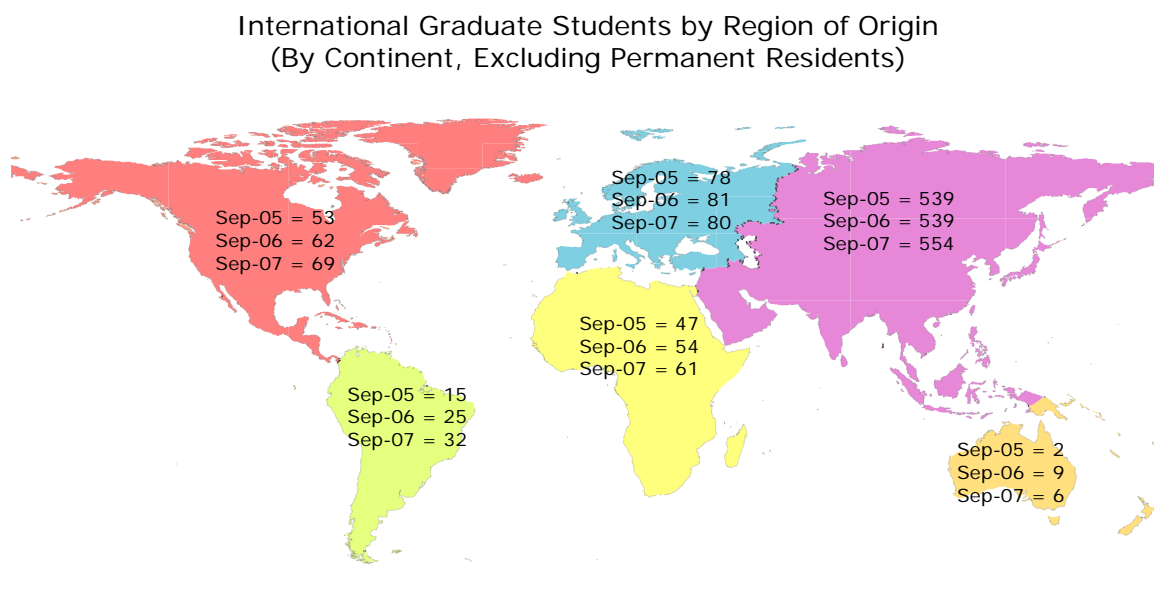 International Graduate Students by Region of Origin
(By Continent, Excluding Permanent Residents)
Sep-05 = 53
Sep-06 = 62
Sep-07 = 69
Sep-05 = 78
Sep-06 = 81
Sep-07 = 80
Sep-05 = 539
Sep-06 = 539
Sep-07 = 554
Sep-05 = 47
Sep-06 = 54
Sep-07 = 61
Sep-05 = 15
Sep-06 = 25
Sep-07 = 32
Sep-05 = 2
Sep-06 = 9
Sep-07 = 6